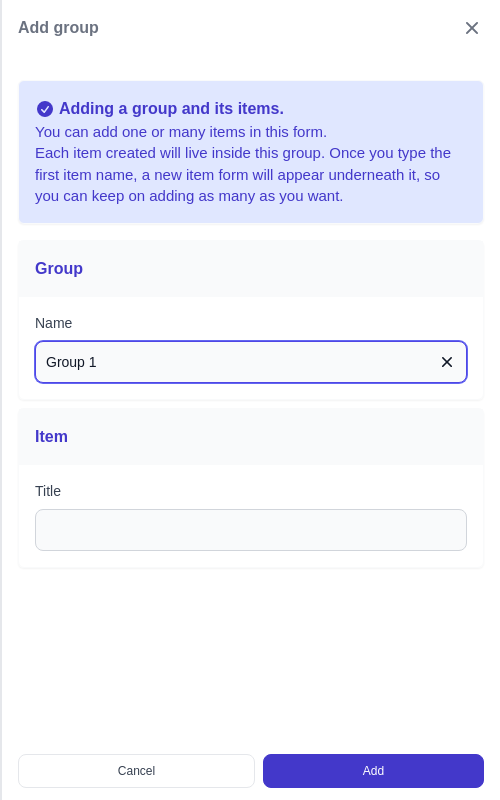 Add group
Adding a group and its items.
You can add one or many items in this form.
Each item created will live inside this group. Once you type the
first item name, a new item form will appear underneath it, so
you can keep on adding as many as you want.
Group
Name
Group 1
Item
Title
Cancel
Add